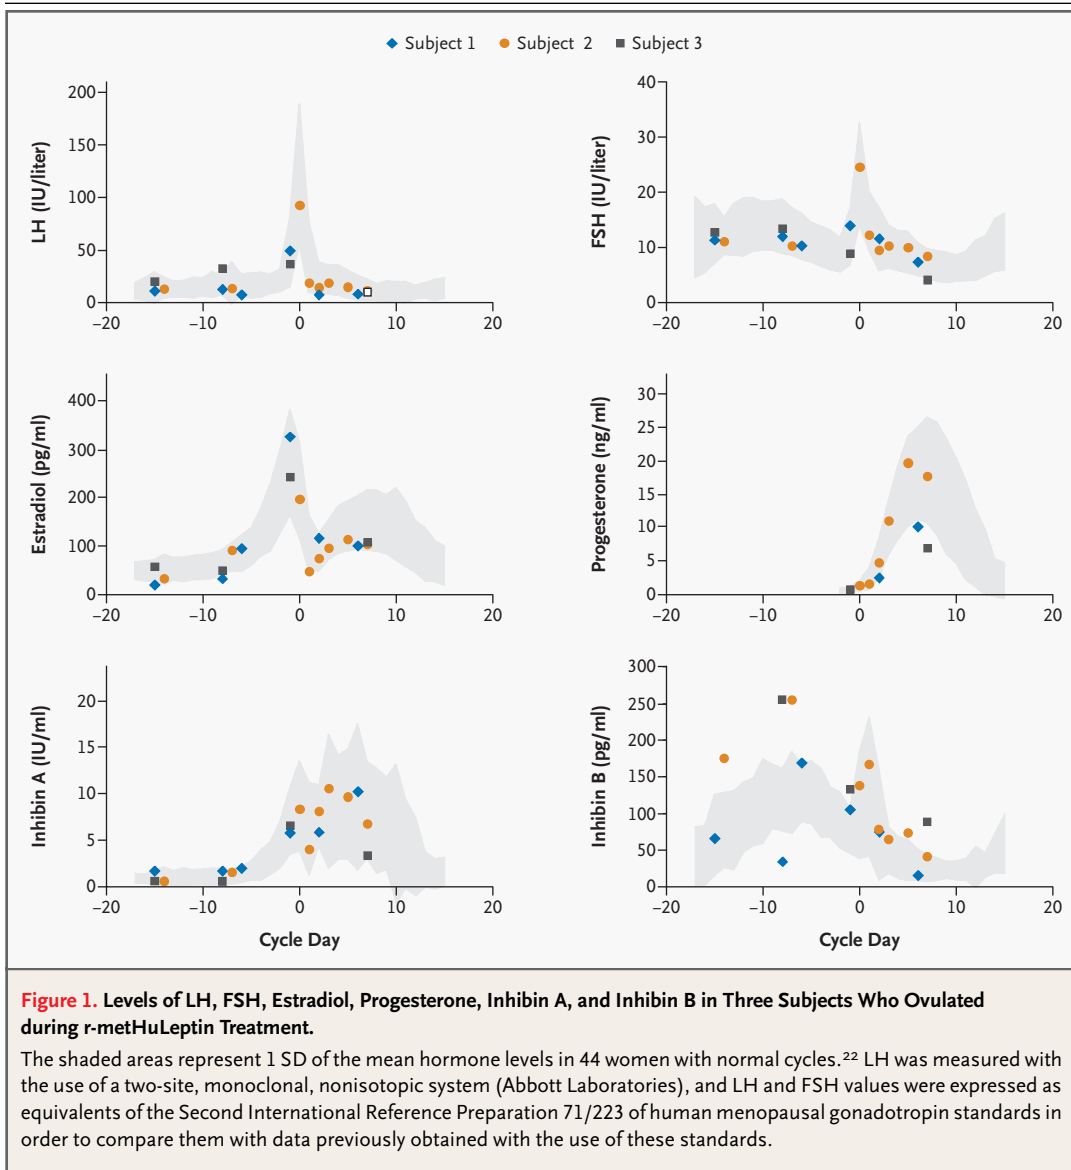 Subject 1 Subject 2 Subject 3
LH (IU/liter)
200
150
100
50
0
−20 −10 0 10 20
FSH (IU/liter)
40
30
20
10
0
−20 −10 0 10 20
Estradiol (pg/ml)
400
300
200
100
0
−20 −10 0 10 20
Progesterone (ng/ml)
30
25
20
15
10
5
0
−20 −10 0 10 20
Inhibin A (IU/ml)
20
15
10
5
0
−20 −10 0 10 20
Cycle Day
Inhibin B (pg/ml)
300
250
200
150
100
50
0
−20 −10 0 10 20
Cycle Day
Figure 1. Levels of LH, FSH, Estradiol, Progesterone, Inhibin A, and Inhibin B in Three Subjects Who Ovulated
during r-metHuLeptin Treatment.
The shaded areas represent 1 SD of the mean hormone levels in 44 women with normal cycles.²² LH was measured with
the use of a two-site, monoclonal, nonisotopic system (Abbott Laboratories), and LH and FSH values were expressed as
equivalents of the Second International Reference Preparation 71/223 of human menopausal gonadotropin standards in
order to compare them with data previously obtained with the use of these standards.